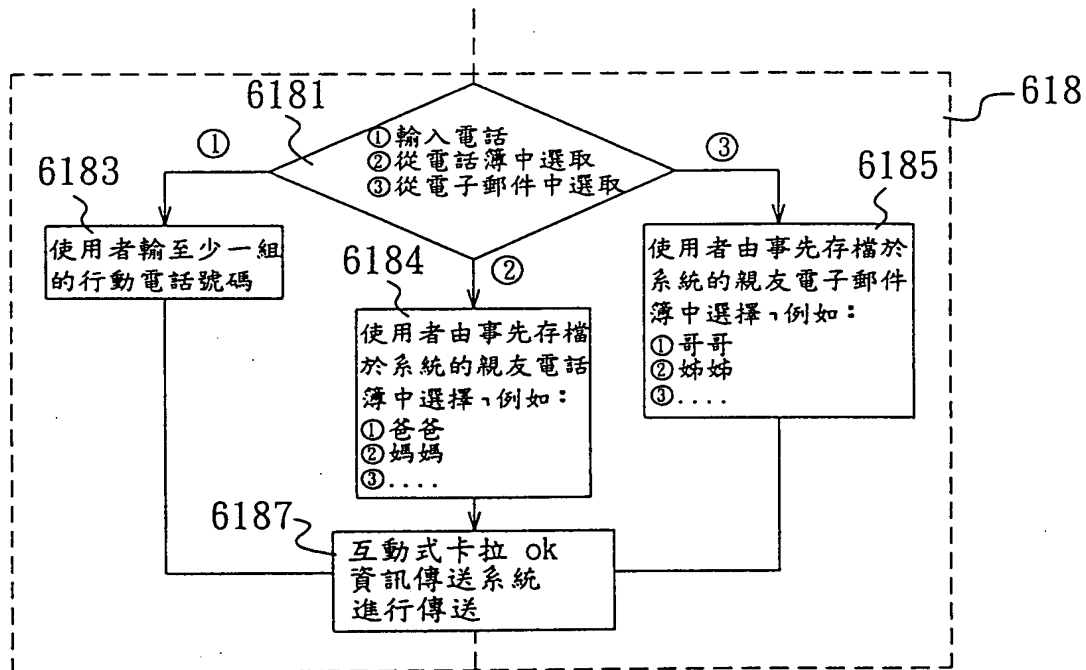 618
6181
①輸入電話
②從電話簿中選取
③從電子郵件中選取
①
③
6183
使用者輸至少一組
的行動電話號碼
6185
使用者由事先存檔於
系統的親友電子郵件
簿中選擇，例如：
①哥哥
②姊姊
③....
6184
②
使用者由事先存檔
於系統的親友電話
簿中選擇，例如：
①爸爸
②媽媽
③....
6187
互動式卡拉 ok
資訊傳送系統
進行傳送